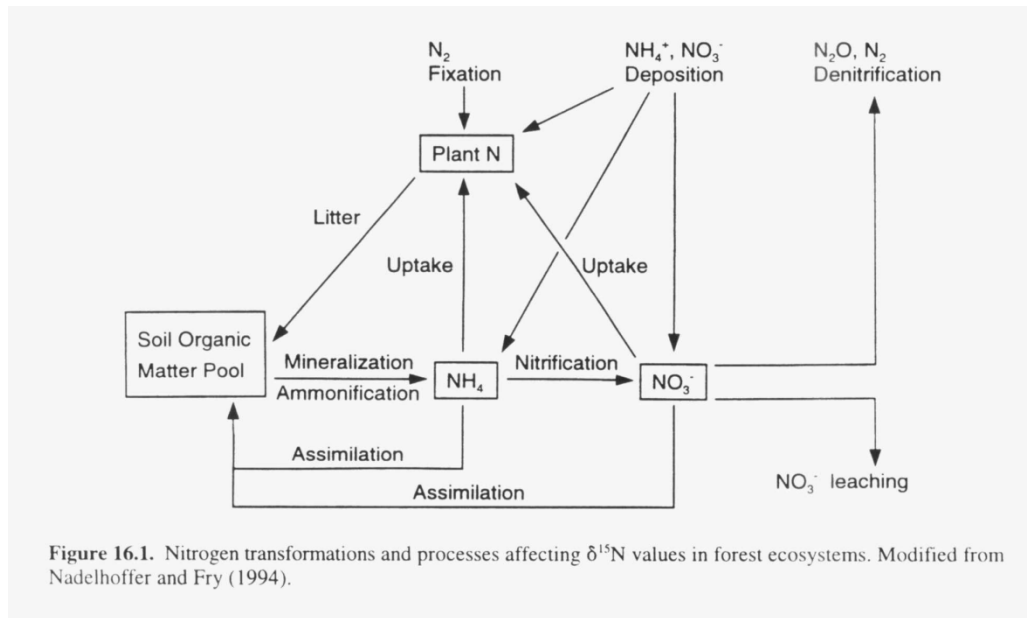 N₂
Fixation
NH₄⁺, NO₃⁻
Deposition
N₂O, N₂
Denitrification
Plant N
Litter
Uptake
Uptake
Soil Organic
Matter Pool
Mineralization
Ammonification
NH₄
Nitrification
NO₃⁻
Assimilation
Assimilation
NO₃⁻ leaching
Figure 16.1. Nitrogen transformations and processes affecting δ¹⁵N values in forest ecosystems. Modified from
Nadelhoffer and Fry (1994).